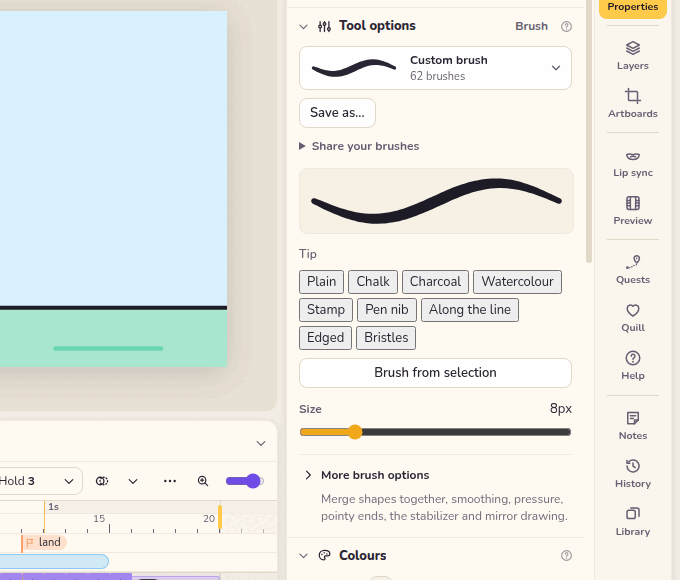 Tool options
Brush
Custom brush
62 brushes
Save as...
Share your brushes
Tip
Plain
Chalk
Charcoal
Watercolour
Stamp
Pen nib
Along the line
Edged
Bristles
Brush from selection
Size
8px
More brush options
Merge shapes together, smoothing, pressure,
pointy ends, the stabilizer and mirror drawing.
Colours
Properties
Layers
Artboards
Lip sync
Preview
Quests
Quill
Help
Notes
History
Library
Hold 3
1s
15
20
land